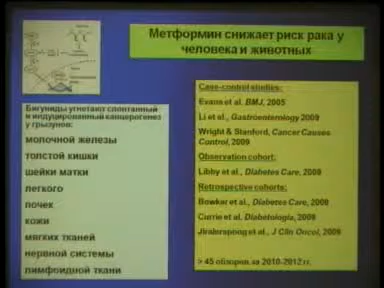 Метформин снижает риск рака у
человека и животных
Бигуниды угнетают спонтанный
и индуцированный канцерогенез
у грызунов:
молочной железы
толстой кишки
шейки матки
легкого
почек
кожи
мягких тканей
нервной системы
лимфоидной ткани
Case-control studies:
Evans et al. BMJ, 2005
Li et al., Gastroenterology 2009
Wright & Stanford, Cancer Causes
Control, 2009
Observation cohort:
Libby et al., Diabetes Care, 2009
Retrospective cohorts:
Bowker et al., Diabetes Care, 2006
Currie et al. Diabetologia, 2009
Jiralerspong et al., J Clin Oncol, 2009
> 45 обзоров за 2010-2012 гг.